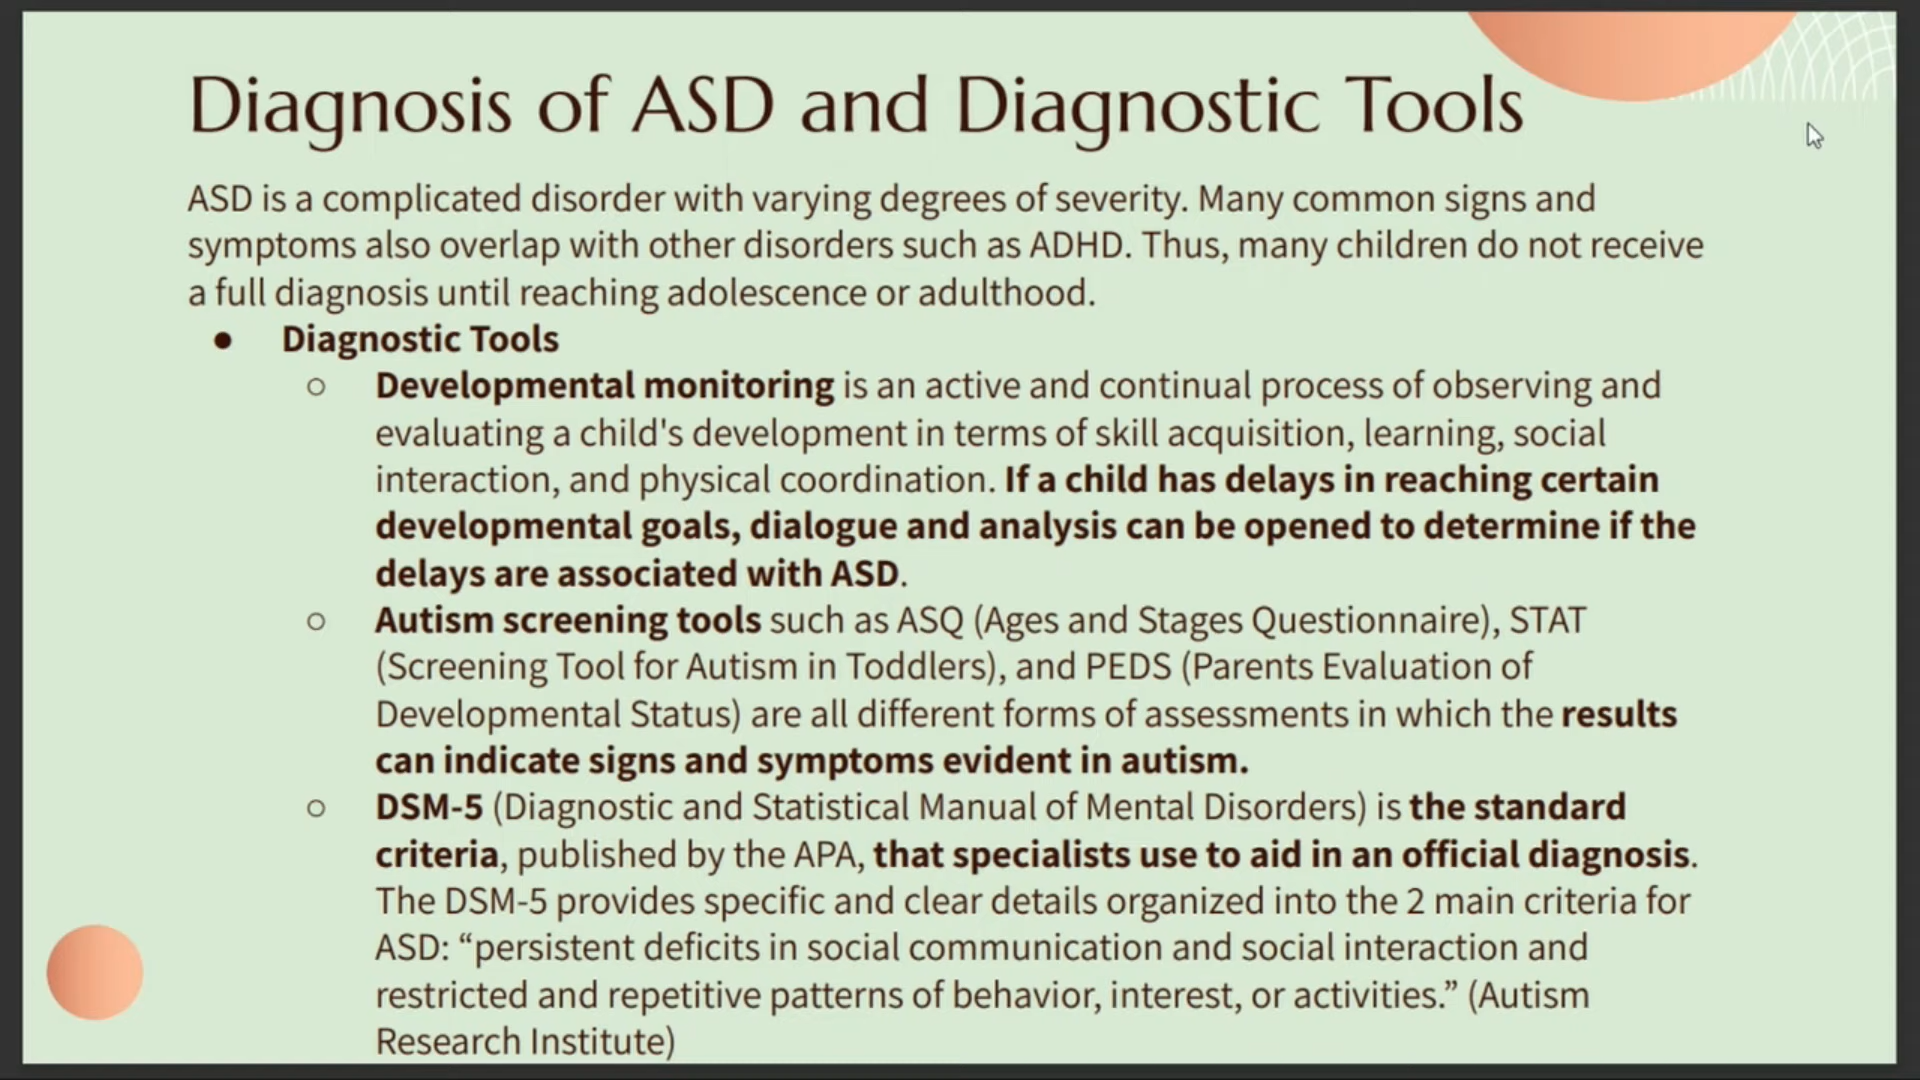 Diagnosis of ASD and Diagnostic Tools
ASD is a complicated disorder with varying degrees of severity. Many common signs and
symptoms also overlap with other disorders such as ADHD. Thus, many children do not receive
a full diagnosis until reaching adolescence or adulthood.
● Diagnostic Tools
○ Developmental monitoring is an active and continual process of observing and
evaluating a child's development in terms of skill acquisition, learning, social
interaction, and physical coordination. If a child has delays in reaching certain
developmental goals, dialogue and analysis can be opened to determine if the
delays are associated with ASD.
○ Autism screening tools such as ASQ (Ages and Stages Questionnaire), STAT
(Screening Tool for Autism in Toddlers), and PEDS (Parents Evaluation of
Developmental Status) are all different forms of assessments in which the results
can indicate signs and symptoms evident in autism.
○ DSM-5 (Diagnostic and Statistical Manual of Mental Disorders) is the standard
criteria, published by the APA, that specialists use to aid in an official diagnosis.
The DSM-5 provides specific and clear details organized into the 2 main criteria for
ASD: “persistent deficits in social communication and social interaction and
restricted and repetitive patterns of behavior, interest, or activities.” (Autism
Research Institute)